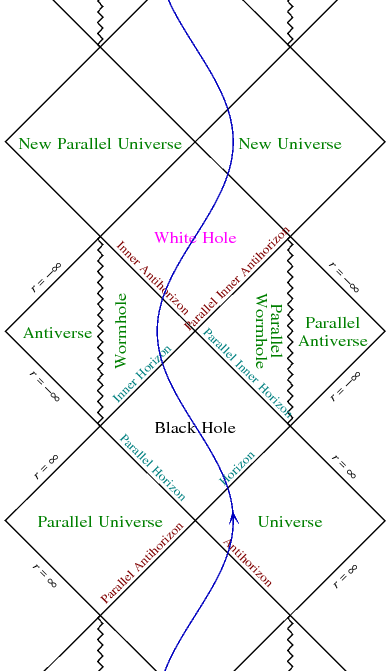 New Parallel Universe
New Universe
White Hole
Inner Antihorizon
Parallel Inner Antihorizon
r = −∞
r = −∞
Antiverse
Wormhole
Parallel
Wormhole
Parallel
Antiverse
Inner Horizon
Parallel Inner Horizon
r = −∞
r = −∞
Black Hole
Parallel Horizon
Horizon
r = ∞
r = ∞
Parallel Universe
Universe
Parallel Antihorizon
Antihorizon
r = ∞
r = ∞